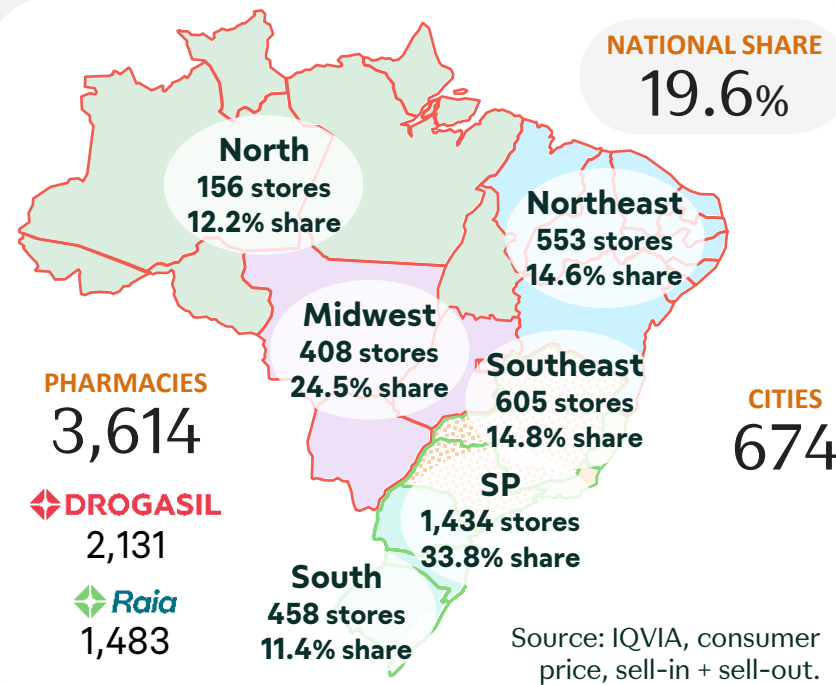 NATIONAL SHARE
19.6%
North
156 stores
12.2% share
Northeast
553 stores
14.6% share
Midwest
408 stores
24.5% share
Southeast
605 stores
14.8% share
PHARMACIES
3,614
CITIES
674
SP
1,434 stores
33.8% share
DROGASIL
2,131
Raia
1,483
South
458 stores
11.4% share
Source: IQVIA, consumer
price, sell-in + sell-out.